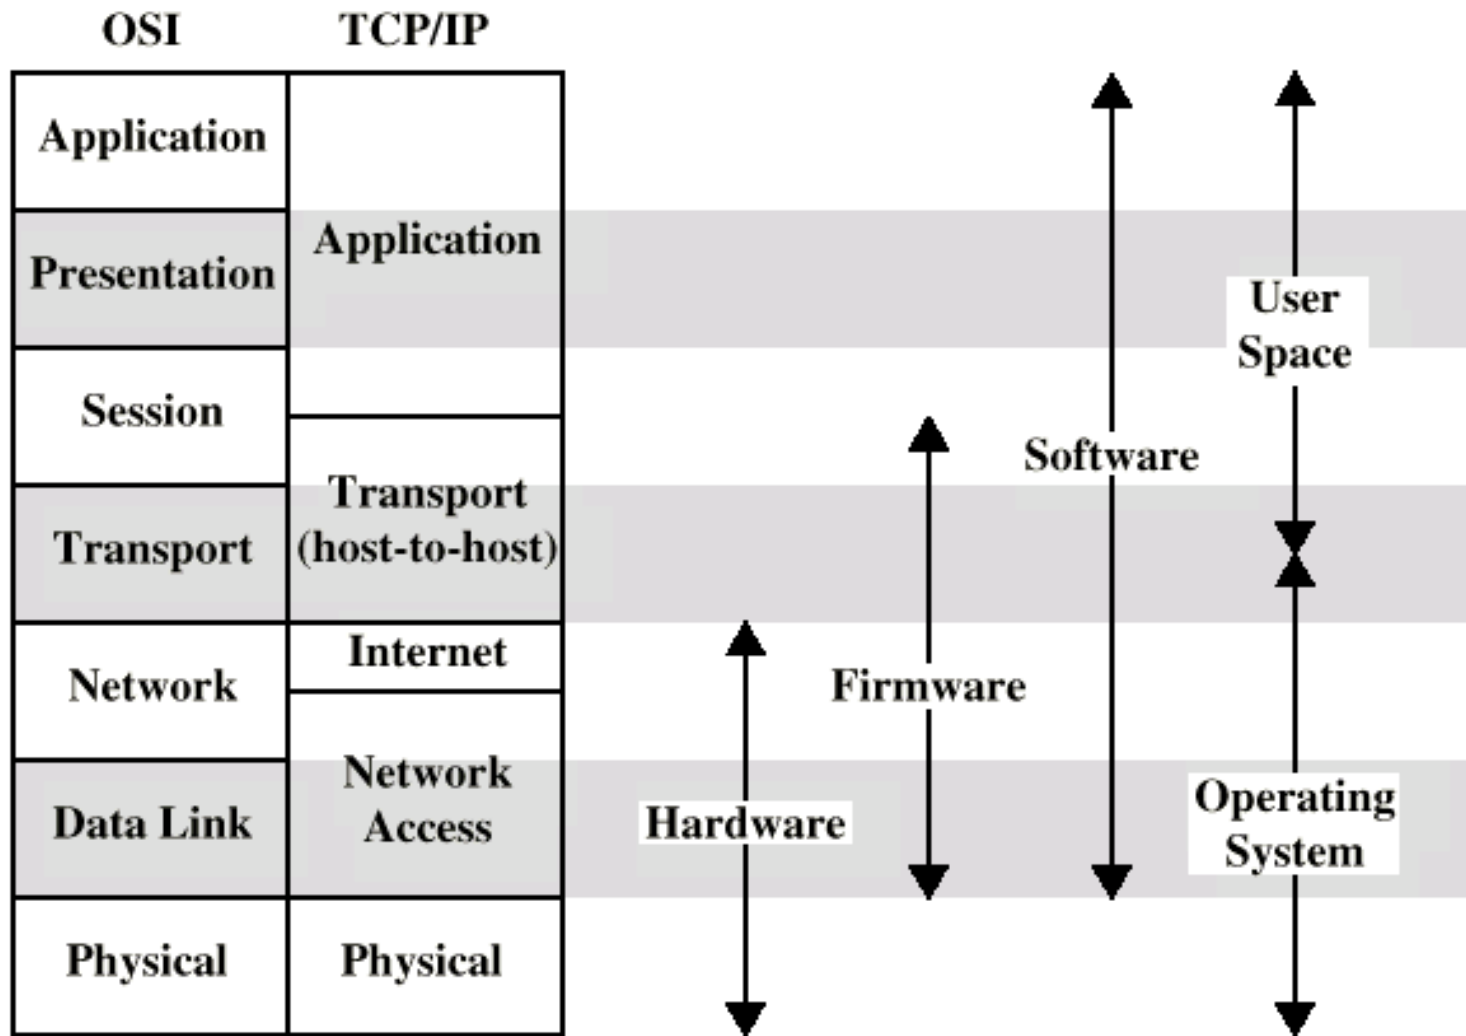 OSI
TCP/IP
Application
Presentation
Session
Transport
Network
Data Link
Physical
Application
Transport
(host-to-host)
Internet
Network
Access
Physical
Hardware
Firmware
Software
User
Space
Operating
System